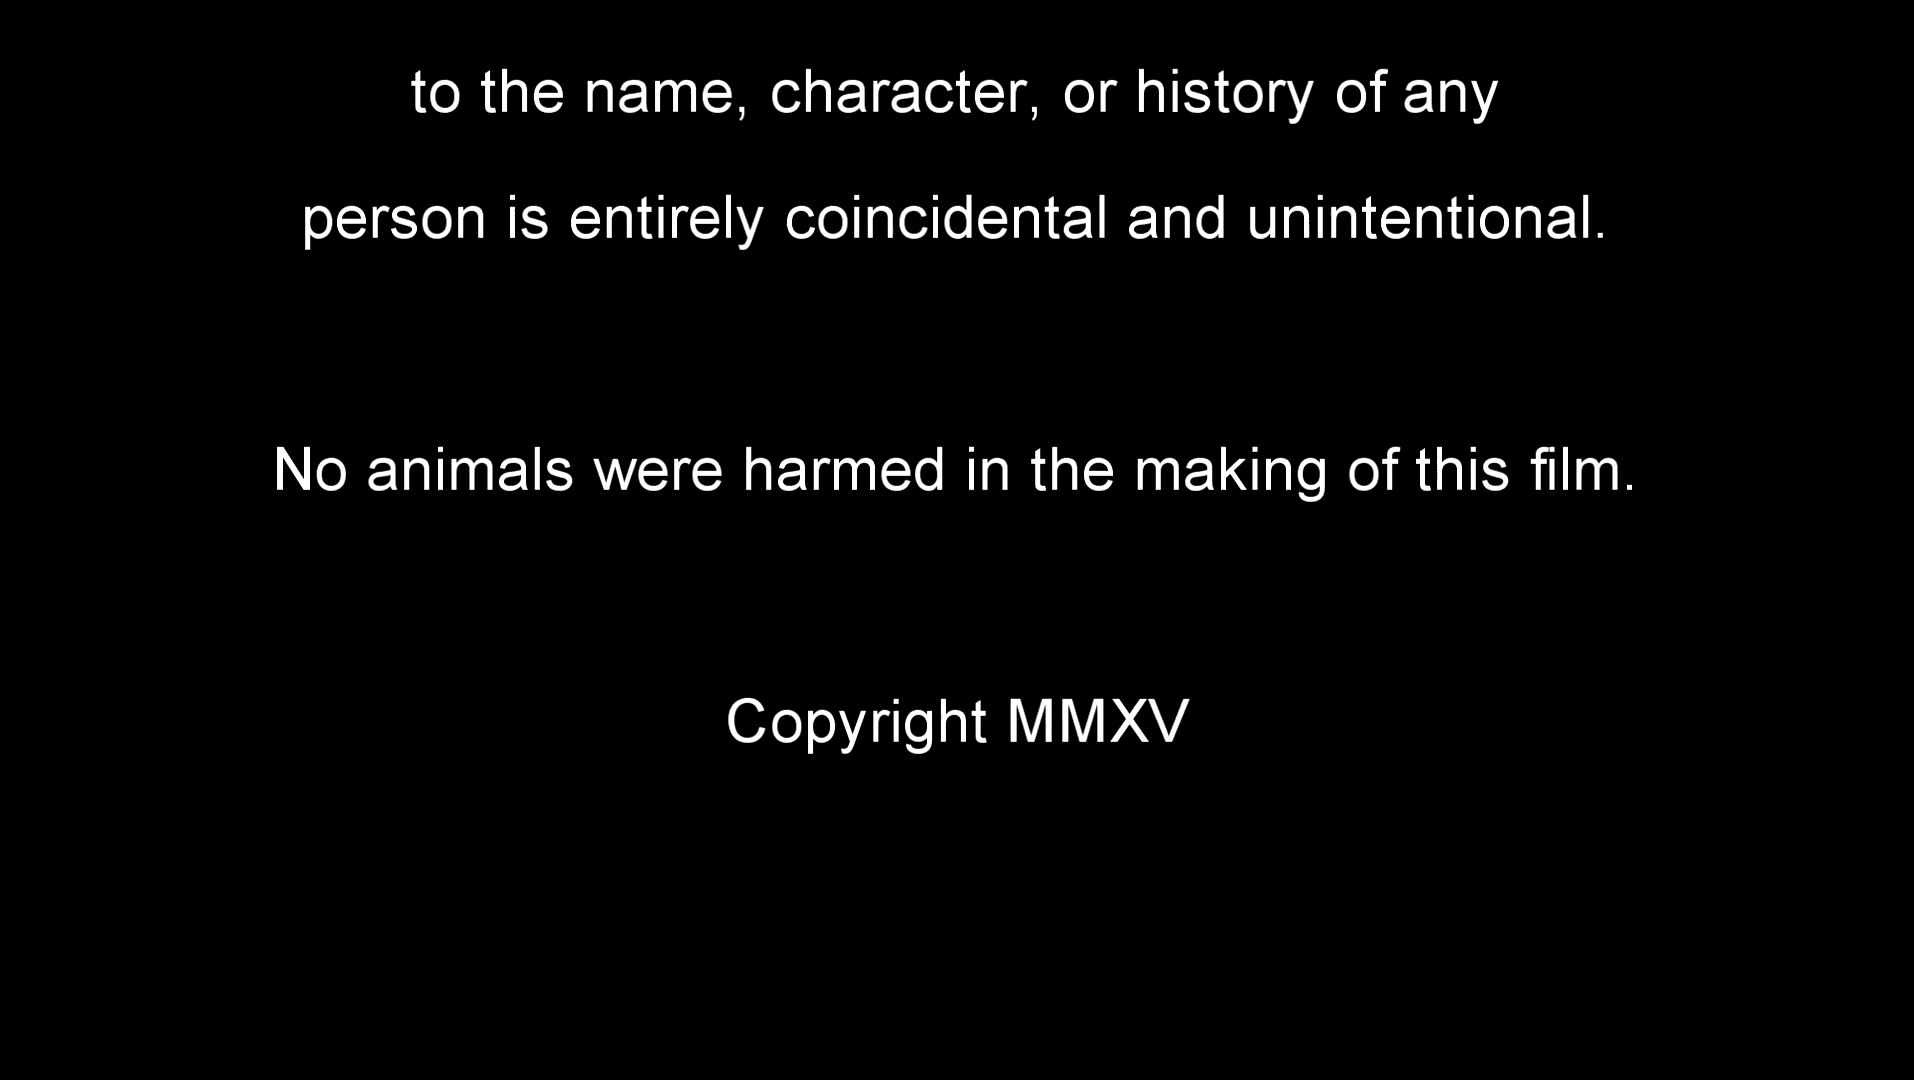 to the name, character, or history of any
person is entirely coincidental and unintentional.
No animals were harmed in the making of this film.
Copyright MMXV